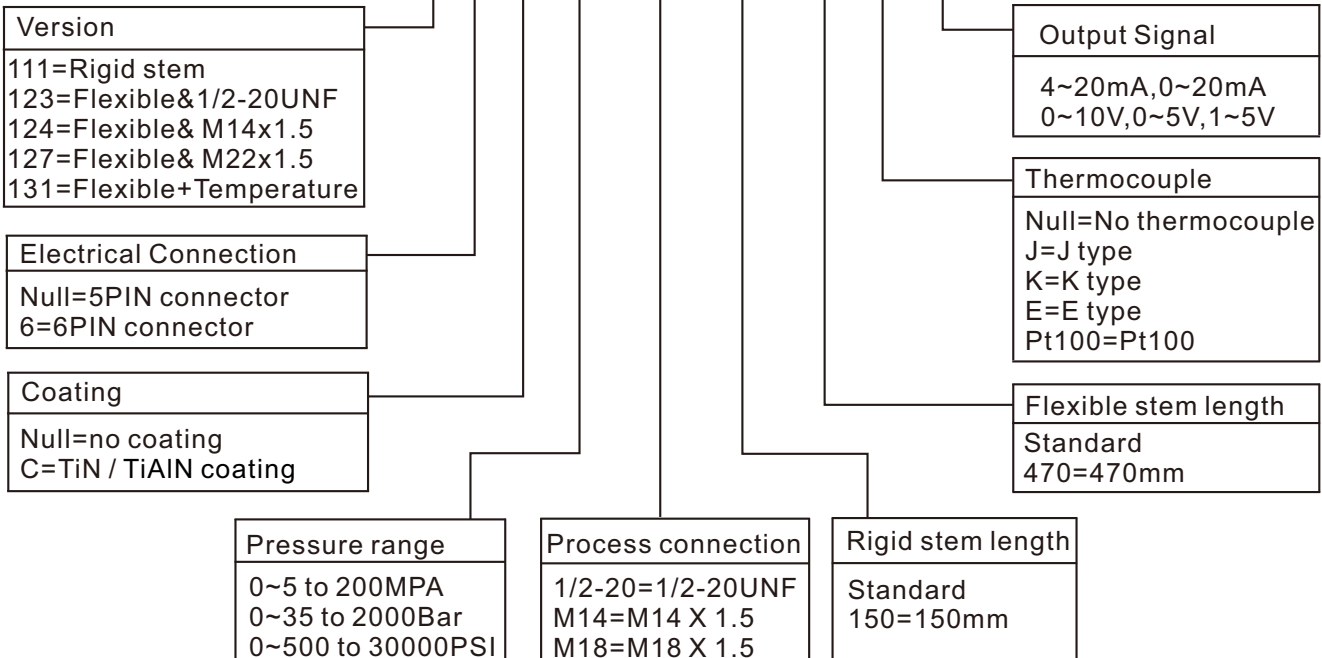 Version
111=Rigid stem
123=Flexible&1/2-20UNF
124=Flexible& M14x1.5
127=Flexible& M22x1.5
131=Flexible+Temperature
Electrical Connection
Null=5PIN connector
6=6PIN connector
Coating
Null=no coating
C=TiN / TiAlN coating
Pressure range
0~5 to 200MPA
0~35 to 2000Bar
0~500 to 30000PSI
Process connection
1/2-20=1/2-20UNF
M14=M14 X 1.5
M18=M18 X 1.5
Rigid stem length
Standard
150=150mm
Output Signal
4~20mA,0~20mA
0~10V,0~5V,1~5V
Thermocouple
Null=No thermocouple
J=J type
K=K type
E=E type
Pt100=Pt100
Flexible stem length
Standard
470=470mm